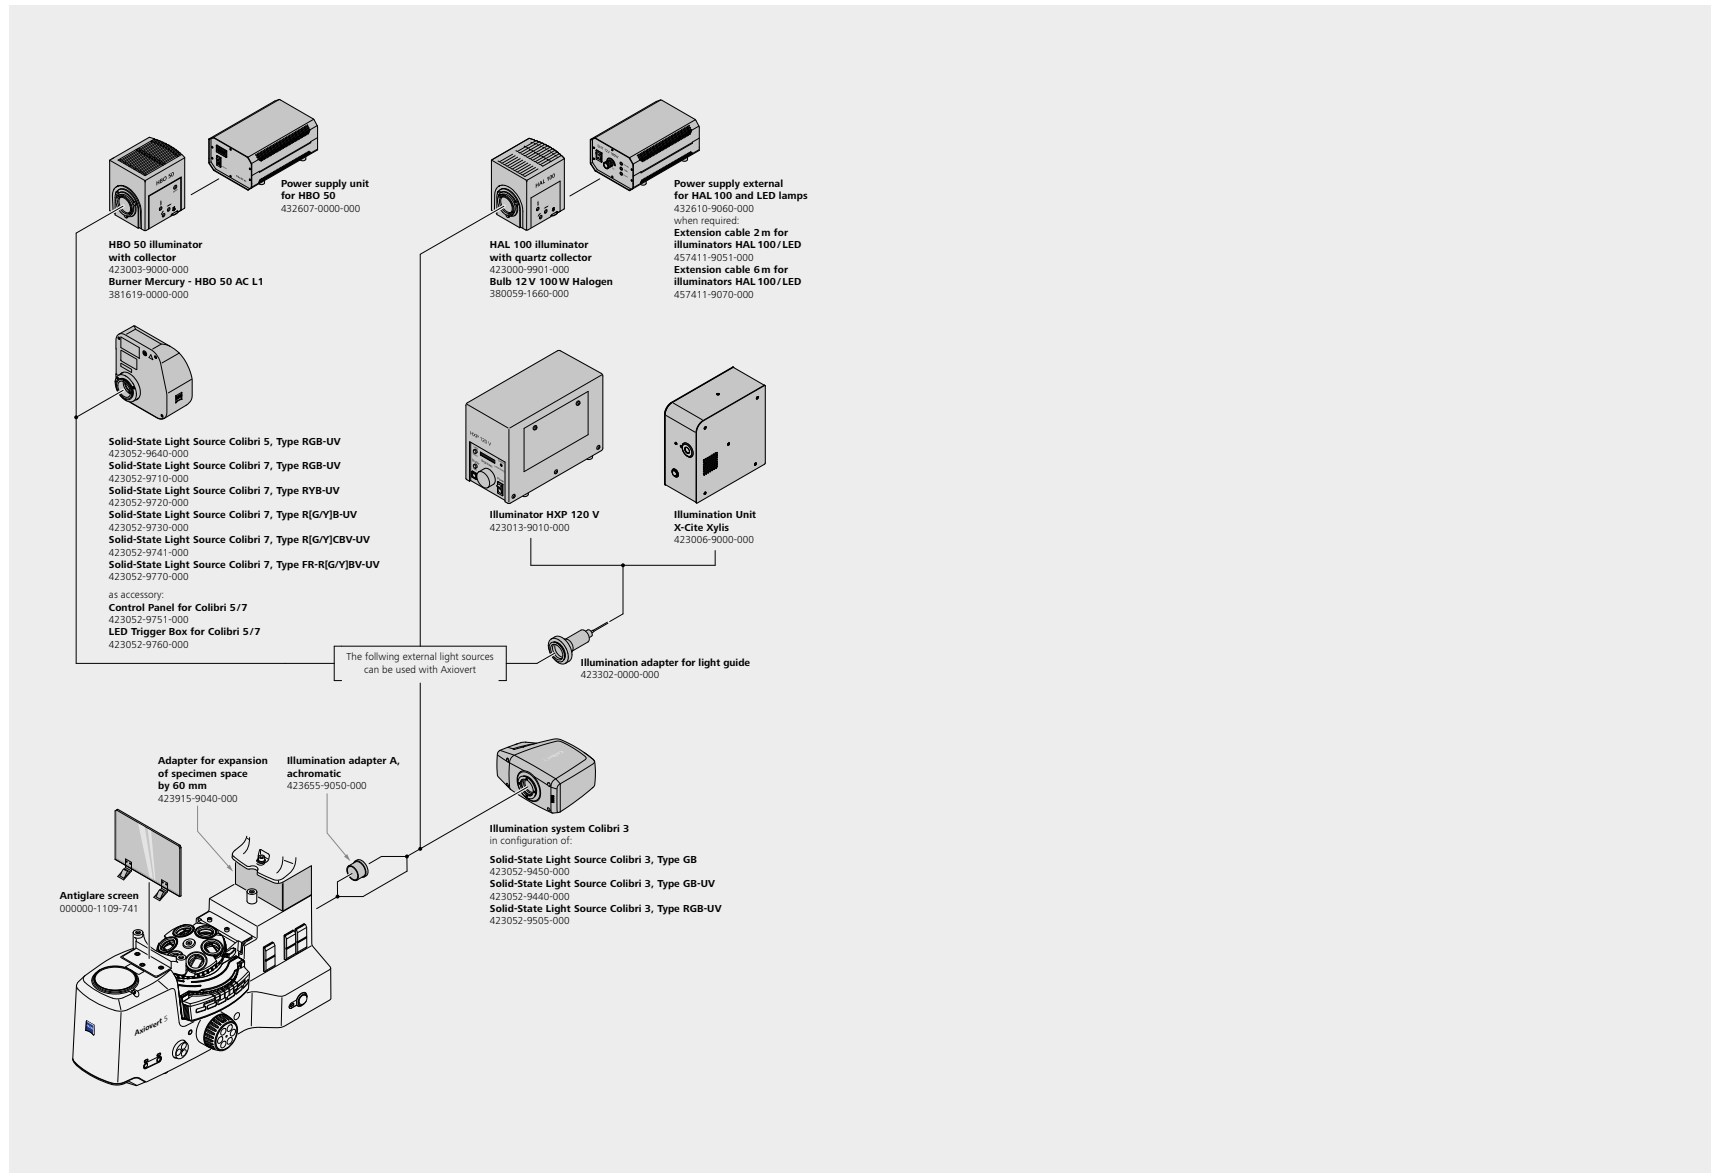 HBO 50
Power supply unit
for HBO 50
432607-0000-000
HBO 50 illuminator
with collector
423003-9000-000
Burner Mercury - HBO 50 AC L1
381619-0000-000
HAL 100
Power supply external
for HAL 100 and LED lamps
432610-9060-000
when required:
Extension cable 2 m for
illuminators HAL 100/LED
457411-9051-000
Extension cable 6 m for
illuminators HAL 100/LED
457411-9070-000
HAL 100 illuminator
with quartz collector
423000-9901-000
Bulb 12 V 100 W Halogen
380059-1660-000
Solid-State Light Source Colibri 5, Type RGB-UV
423052-9640-000
Solid-State Light Source Colibri 7, Type RGB-UV
423052-9710-000
Solid-State Light Source Colibri 7, Type RYB-UV
423052-9720-000
Solid-State Light Source Colibri 7, Type R[G/Y]B-UV
423052-9730-000
Solid-State Light Source Colibri 7, Type R[G/Y]CBV-UV
423052-9741-000
Solid-State Light Source Colibri 7, Type FR-R[G/Y]BV-UV
423052-9770-000
as accessory:
Control Panel for Colibri 5/7
423052-9751-000
LED Trigger Box for Colibri 5/7
423052-9760-000
HXP 120 V
Illuminator HXP 120 V
423013-9010-000
Illumination Unit
X-Cite Xylis
423006-9000-000
The follwing external light sources
can be used with Axiovert
Illumination adapter for light guide
423302-0000-000
Adapter for expansion
of specimen space
by 60 mm
423915-9040-000
Illumination adapter A,
achromatic
423655-9050-000
Illumination system Colibri 3
in configuration of:
Solid-State Light Source Colibri 3, Type GB
423052-9450-000
Solid-State Light Source Colibri 3, Type GB-UV
423052-9440-000
Solid-State Light Source Colibri 3, Type RGB-UV
423052-9505-000
Antiglare screen
000000-1109-741
Axiovert 5